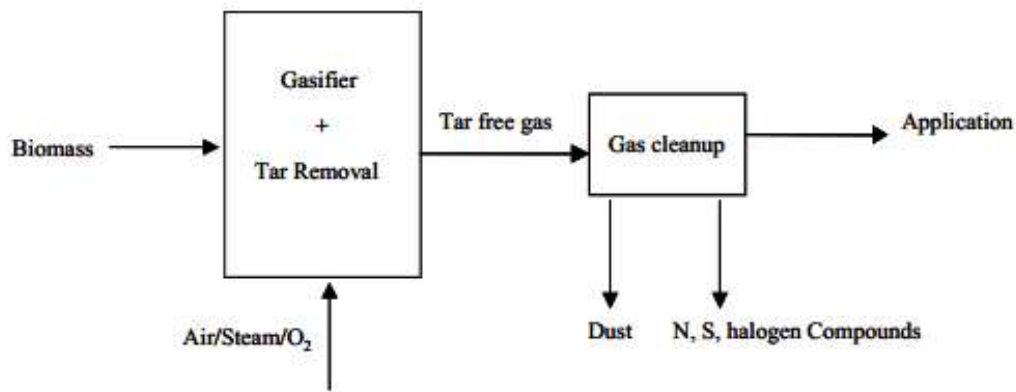 Gasifier
+
Tar Removal
Biomass
Tar free gas
Gas cleanup
Application
Air/Steam/O₂
Dust
N, S, halogen Compounds